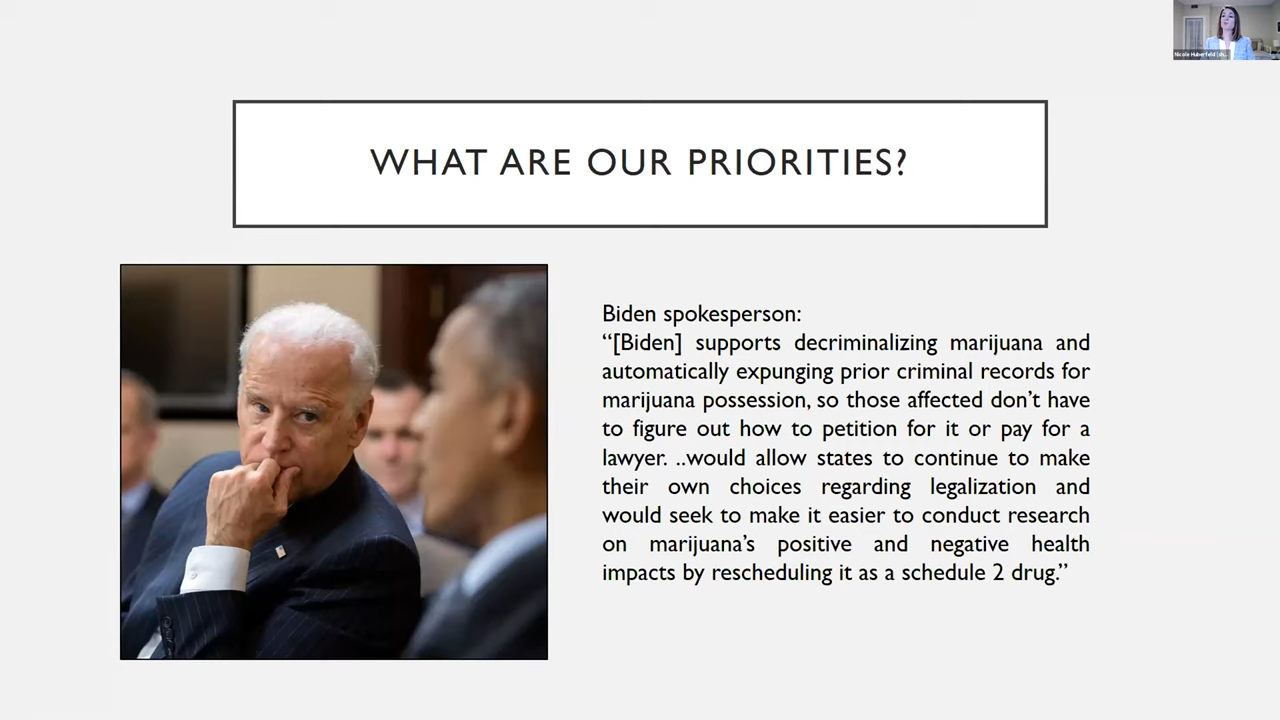 Nicole Huberfeld (sh...
WHAT ARE OUR PRIORITIES?
Biden spokesperson:
“[Biden] supports decriminalizing marijuana and
automatically expunging prior criminal records for
marijuana possession, so those affected don’t have
to figure out how to petition for it or pay for a
lawyer. ..would allow states to continue to make
their own choices regarding legalization and
would seek to make it easier to conduct research
on marijuana’s positive and negative health
impacts by rescheduling it as a schedule 2 drug.”